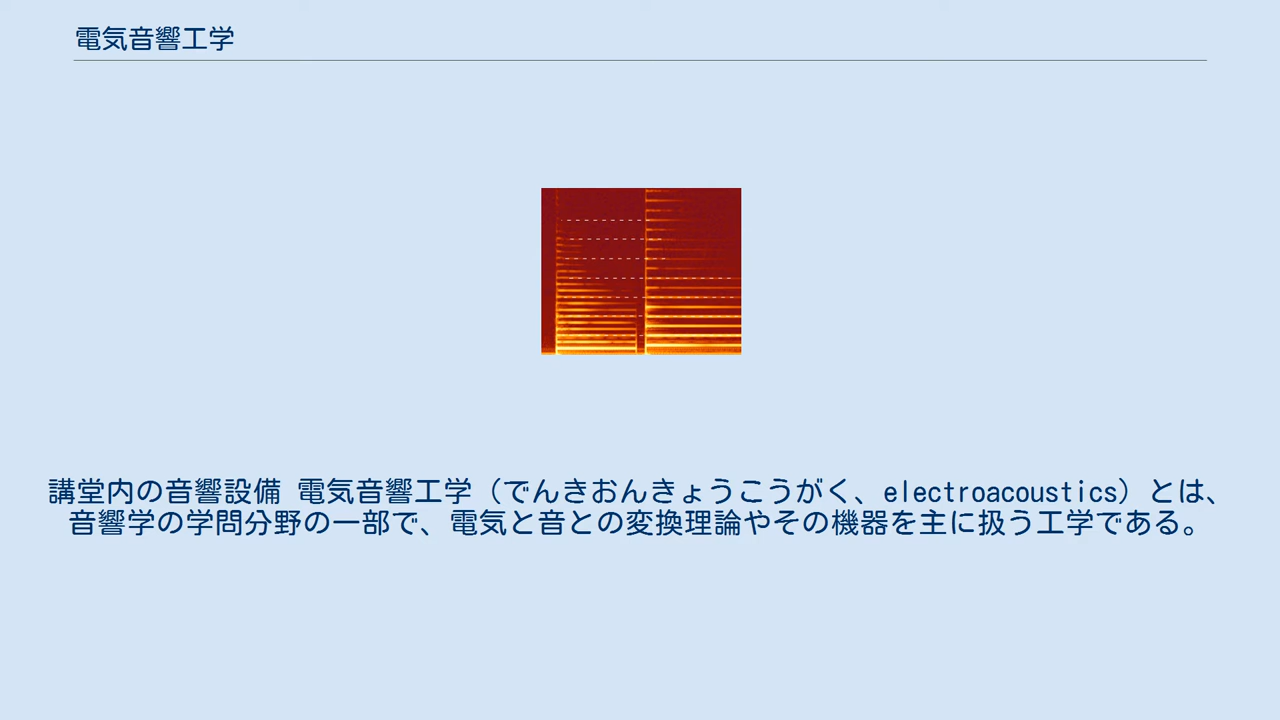 電気音響工学
講堂内の音響設備 電気音響工学（でんきおんきょうこうがく、electroacoustics）とは、
音響学の学問分野の一部で、電気と音との変換理論やその機器を主に扱う工学である。